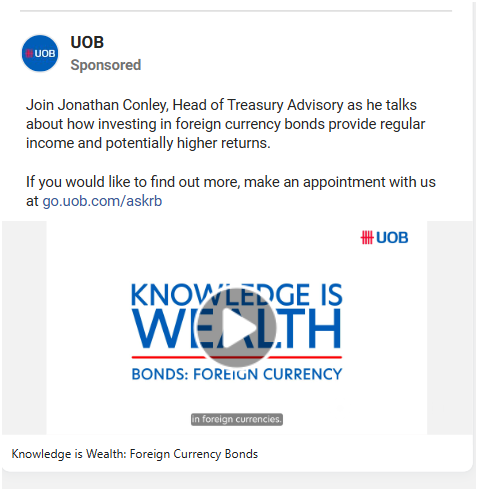 UOB
UOB
Sponsored
Join Jonathan Conley, Head of Treasury Advisory as he talks
about how investing in foreign currency bonds provide regular
income and potentially higher returns.
If you would like to find out more, make an appointment with us
at go.uob.com/askrb
UOB
KNOWLEDGE IS
WEALTH
BONDS: FOREIGN CURRENCY
in foreign currencies.
Knowledge is Wealth: Foreign Currency Bonds